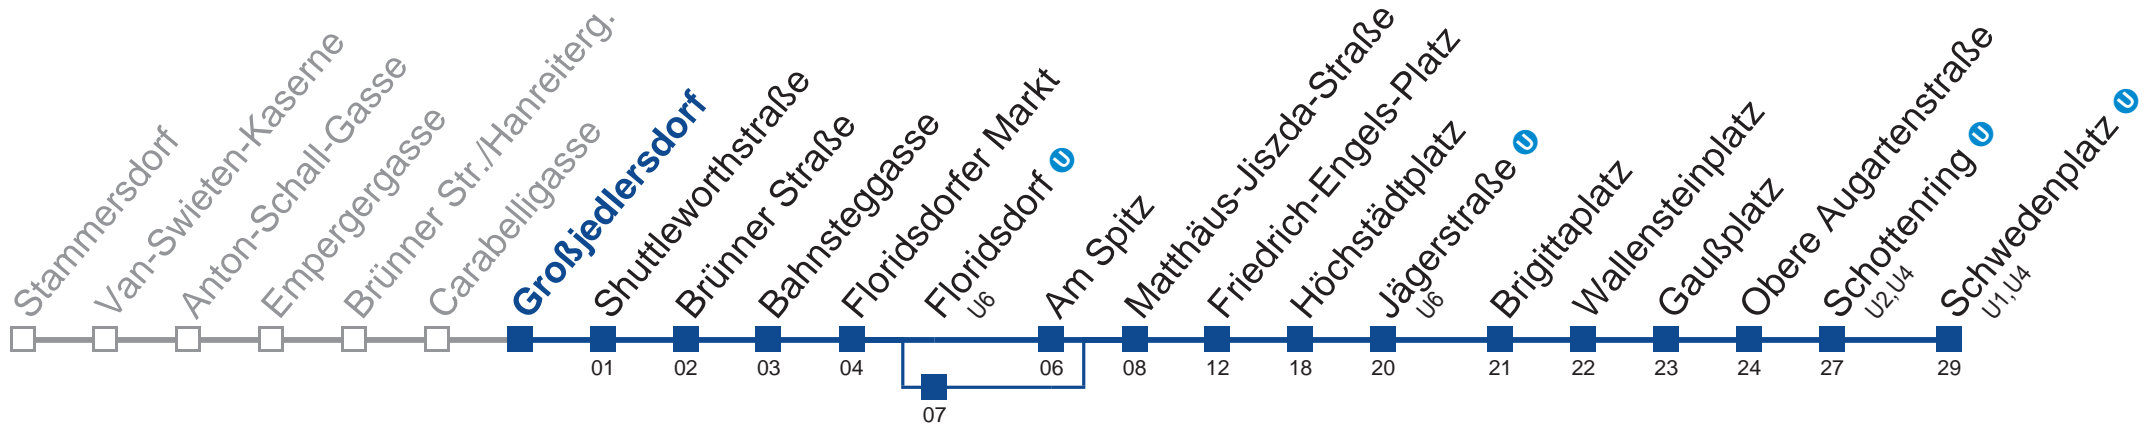 Stammersdorf
Van-Swieten-Kaserne
Anton-Schall-Gasse
Empergergasse
Brünner Str./Hanreiterg.
Carabelligasse
Großjedlersdorf
Shuttleworthstraße
Brünner Straße
Bahnsteggasse
Floridsdorfer Markt
Floridsdorf U
U6
Am Spitz
Matthäus-Jiszda-Straße
Friedrich-Engels-Platz
Höchstädtplatz
Jägerstraße U
U6
Brigittaplatz
Wallensteinplatz
Gaußplatz
Obere Augartenstraße
Schottenring U
U2,U4
Schwedenplatz U
U1,U4
01 02 03 04 06 08 12 18 20 21 22 23 24 27 29
07